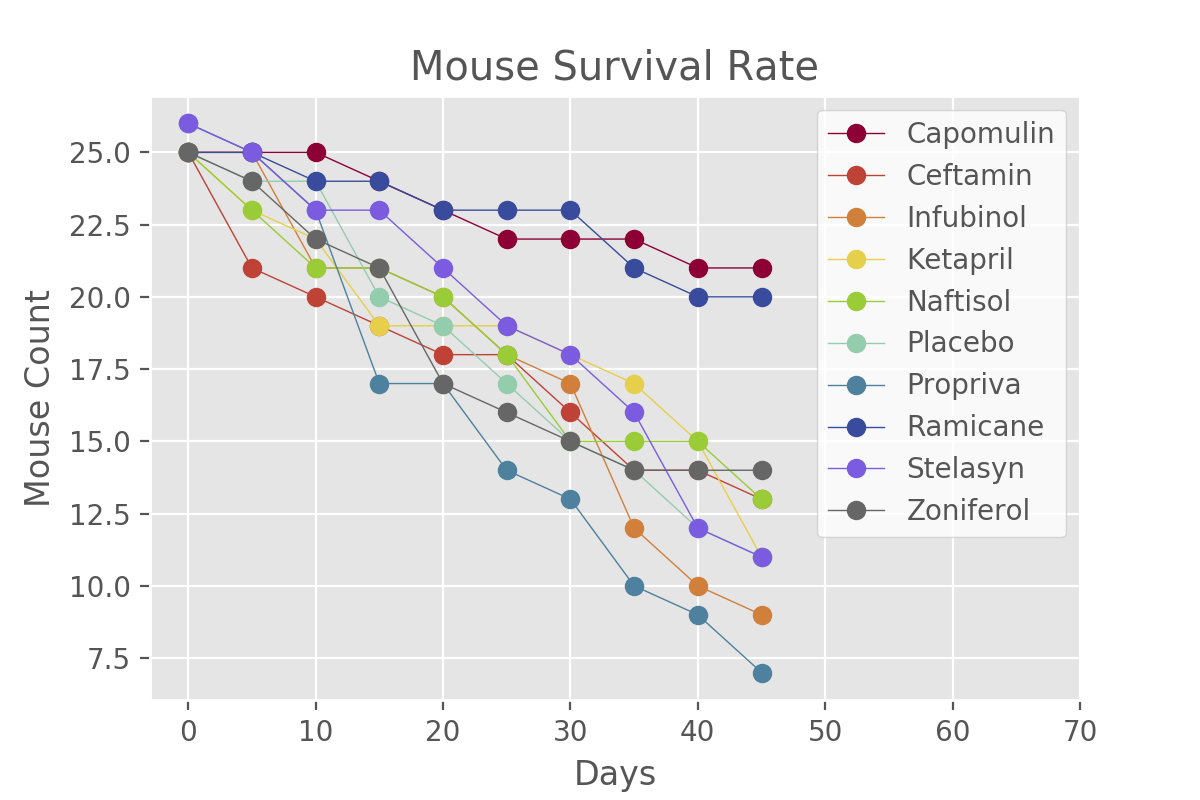 Mouse Survival Rate
Mouse Count
25.0
22.5
20.0
17.5
15.0
12.5
10.0
7.5
Capomulin
Ceftamin
Infubinol
Ketapril
Naftisol
Placebo
Propriva
Ramicane
Stelasyn
Zoniferol
0 10 20 30 40 50 60 70
Days